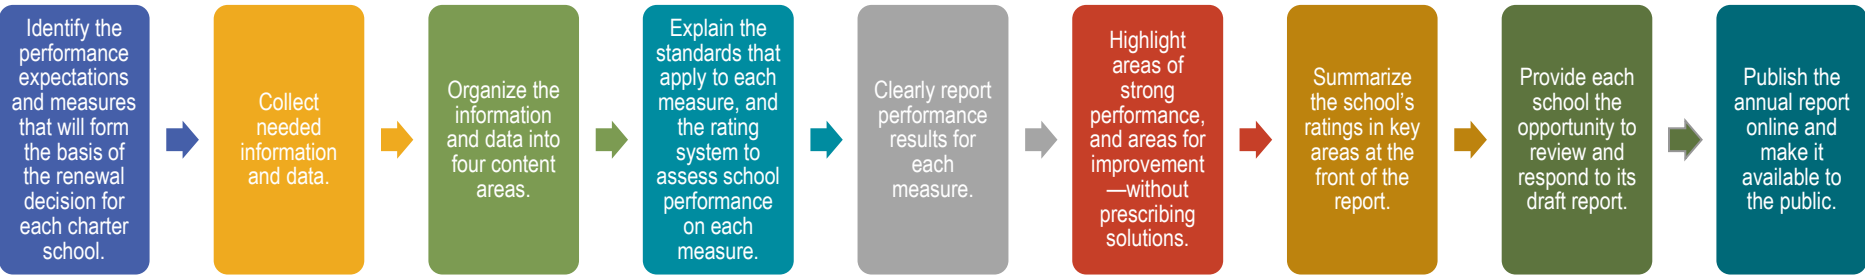 Identify the
performance
expectations
and measures
that will form
the basis of
the renewal
decision for
each charter
school.
Collect
needed
information
and data.
Organize the
information
and data into
four content
areas.
Explain the
standards that
apply to each
measure, and
the rating
system to
assess school
performance
on each
measure.
Clearly report
performance
results for
each
measure.
Highlight
areas of
strong
performance,
and areas for
improvement
—without
prescribing
solutions.
Summarize
the school’s
ratings in key
areas at the
front of the
report.
Provide each
school the
opportunity to
review and
respond to its
draft report.
Publish the
annual report
online and
make it
available to
the public.